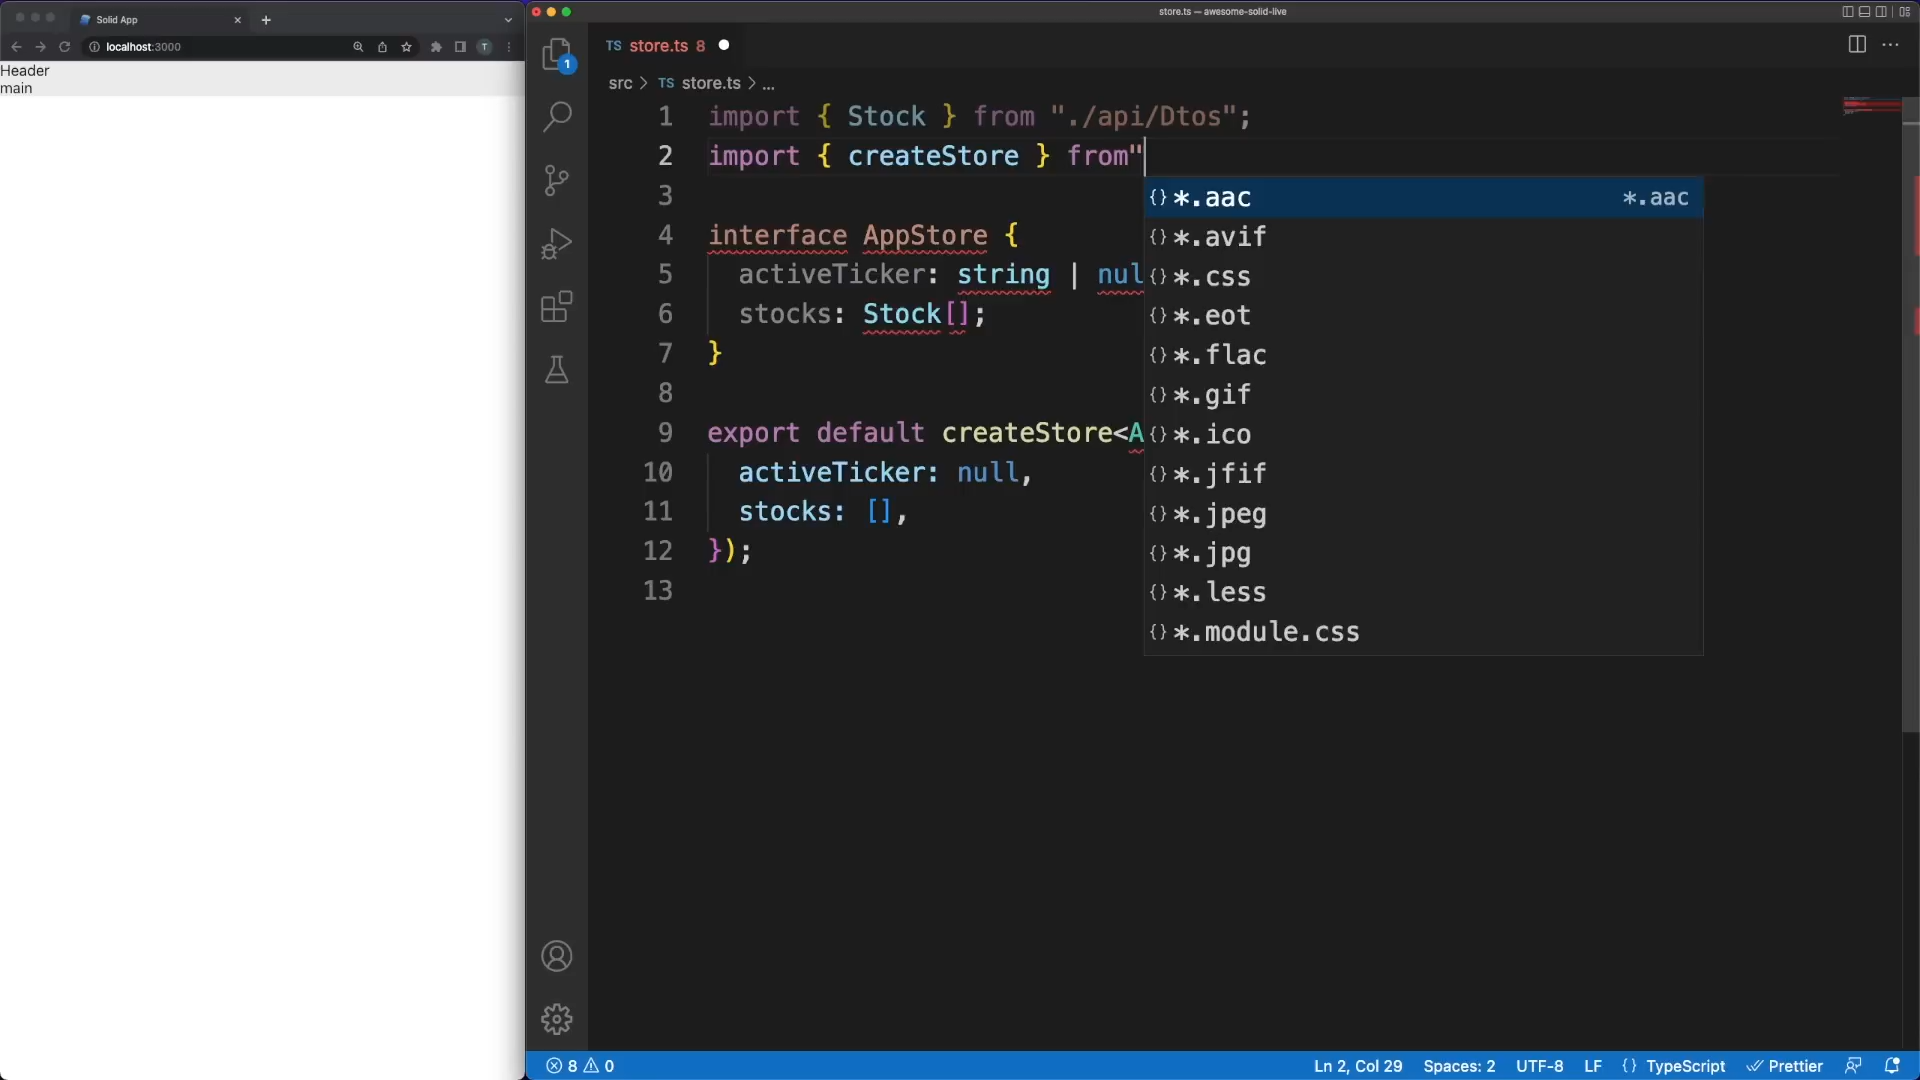 Solid App
localhost:3000
T
Header
main
store.ts — awesome-solid-live
1
TS store.ts 8
src > TS store.ts > ...
1 import { Stock } from "./api/Dtos";
2 import { createStore } from"
3
4 interface AppStore {
5 activeTicker: string | nul
6 stocks: Stock[];
7 }
8
9 export default createStore<A
10 activeTicker: null,
11 stocks: [],
12 });
13
{} *.aac *.aac
{} *.avif
{} *.css
{} *.eot
{} *.flac
{} *.gif
{} *.ico
{} *.jfif
{} *.jpeg
{} *.jpg
{} *.less
{} *.module.css
8 0 Ln 2, Col 29 Spaces: 2 UTF-8 LF {} TypeScript Prettier